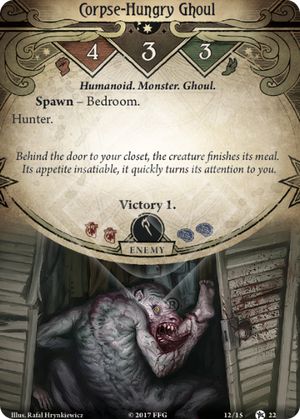 Corpse-Hungry Ghoul
4 3 3
Humanoid. Monster. Ghoul.
Spawn – Bedroom.
Hunter.
Behind the door to your closet, the creature finishes its meal.
Its appetite insatiable, it quickly turns its attention to you.
Victory 1.
ENEMY
Illus. Rafał Hrynkiewicz © 2017 FFG 12/15 22